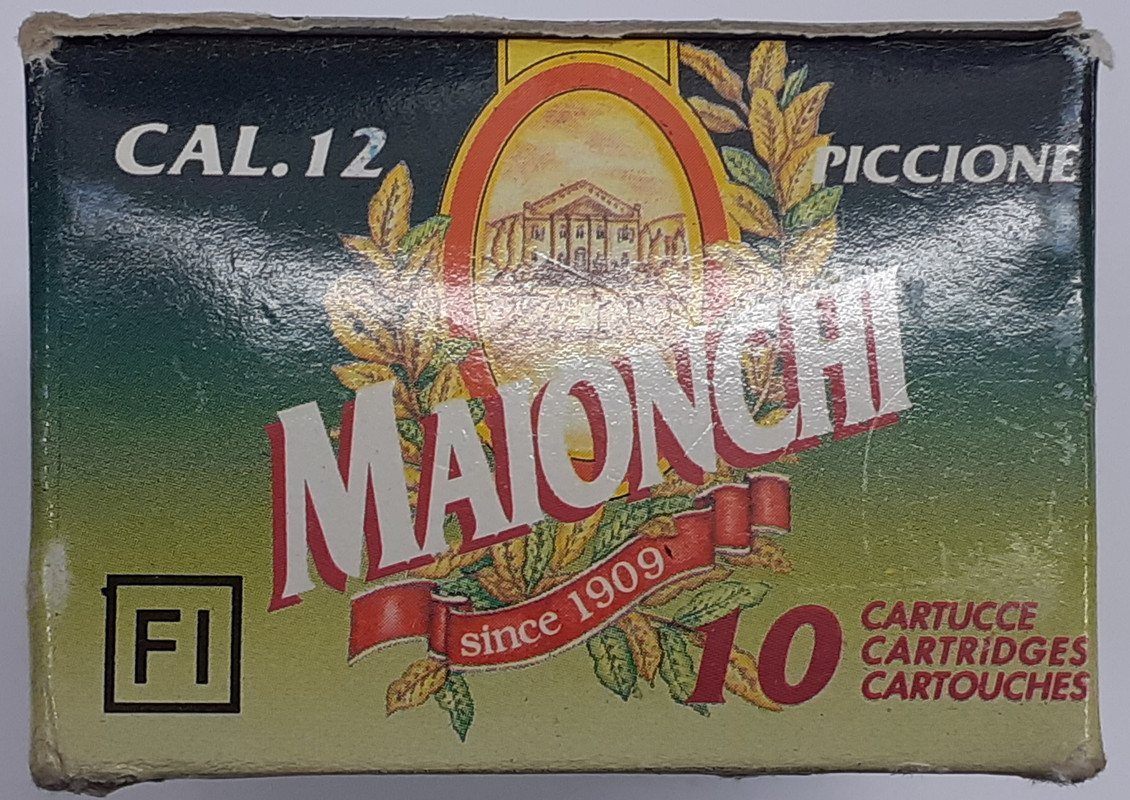 CAL.12
PICCIONE
MAIONCHI
since 1909
FI
10
CARTUCCE
CARTRiDGES
CARTOUCHES